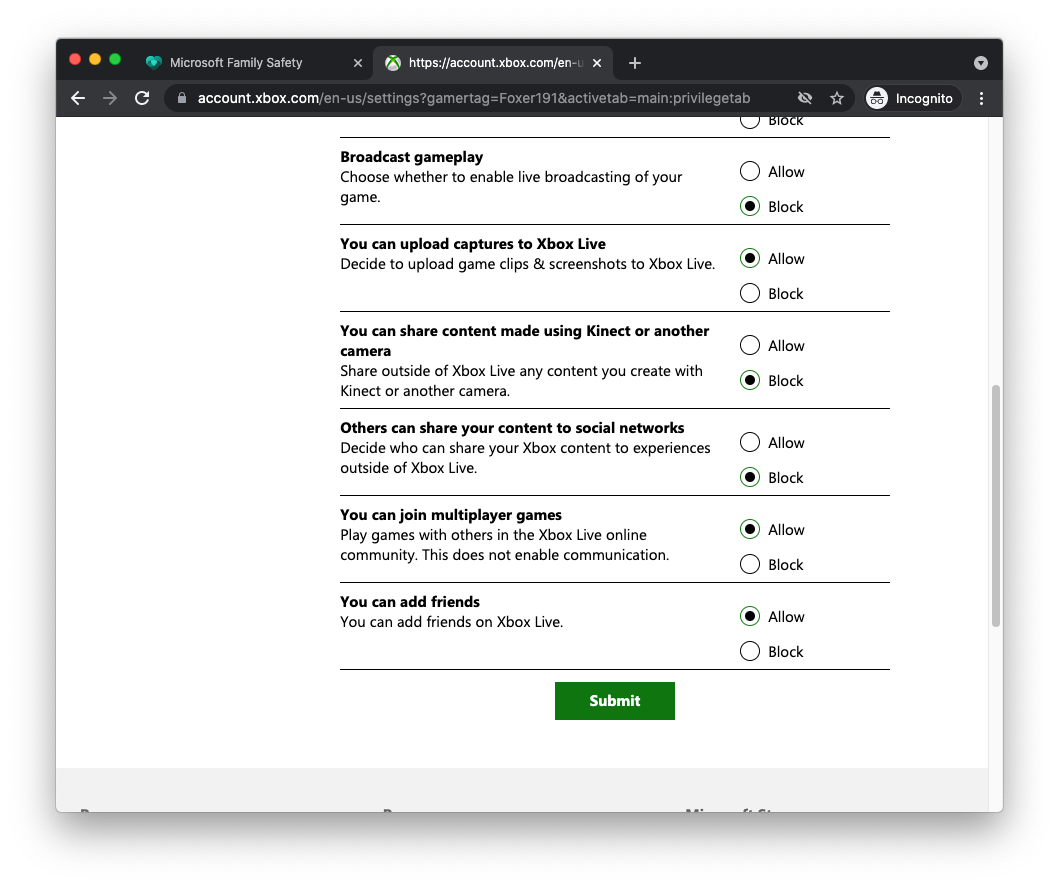 Microsoft Family Safety
https://account.xbox.com/en-u
account.xbox.com/en-us/settings?gamertag=Foxer191&activetab=main:privilegetab
Incognito
Block
Broadcast gameplay
Choose whether to enable live broadcasting of your
game.
Allow
Block
You can upload captures to Xbox Live
Decide to upload game clips & screenshots to Xbox Live.
Allow
Block
You can share content made using Kinect or another
camera
Share outside of Xbox Live any content you create with
Kinect or another camera.
Allow
Block
Others can share your content to social networks
Decide who can share your Xbox content to experiences
outside of Xbox Live.
Allow
Block
You can join multiplayer games
Play games with others in the Xbox Live online
community. This does not enable communication.
Allow
Block
You can add friends
You can add friends on Xbox Live.
Allow
Block
Submit